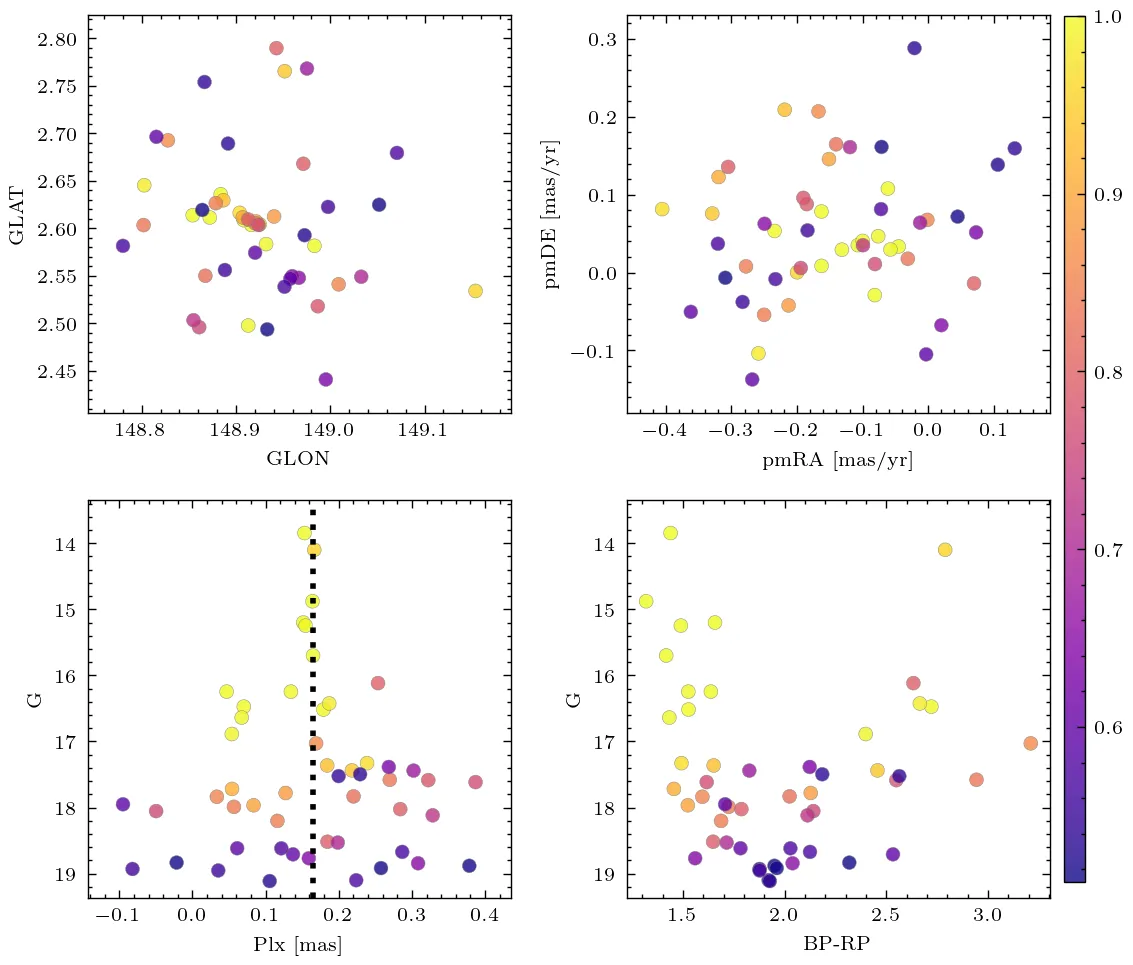 2.80
2.75
2.70
2.65
2.60
2.55
2.50
2.45
GLAT
148.8 148.9 149.0 149.1
GLON
0.3
0.2
0.1
0.0
−0.1
pmDE [mas/yr]
−0.4 −0.3 −0.2 −0.1 0.0 0.1
pmRA [mas/yr]
14
15
16
17
18
19
G
−0.1 0.0 0.1 0.2 0.3 0.4
Plx [mas]
14
15
16
17
18
19
G
1.5 2.0 2.5 3.0
BP-RP
1.0
0.9
0.8
0.7
0.6